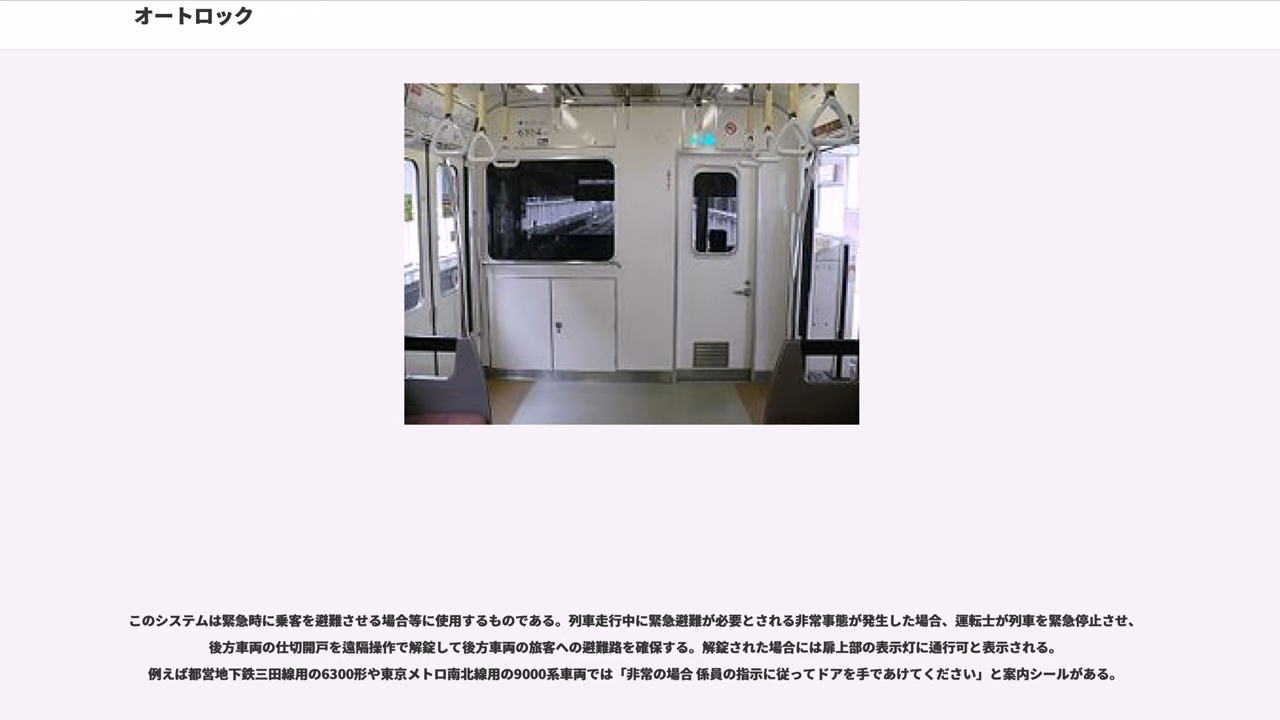 オートロック
このシステムは緊急時に乗客を避難させる場合等に使用するものである。列車走行中に緊急避難が必要とされる非常事態が発生した場合、運転士が列車を緊急停止させ、
後方車両の仕切開戸を遠隔操作で解錠して後方車両の旅客への避難路を確保する。解錠された場合には扉上部の表示灯に通行可と表示される。
例えば都営地下鉄三田線用の6300形や東京メトロ南北線用の9000系車両では「非常の場合 係員の指示に従ってドアを手であけてください」と案内シールがある。